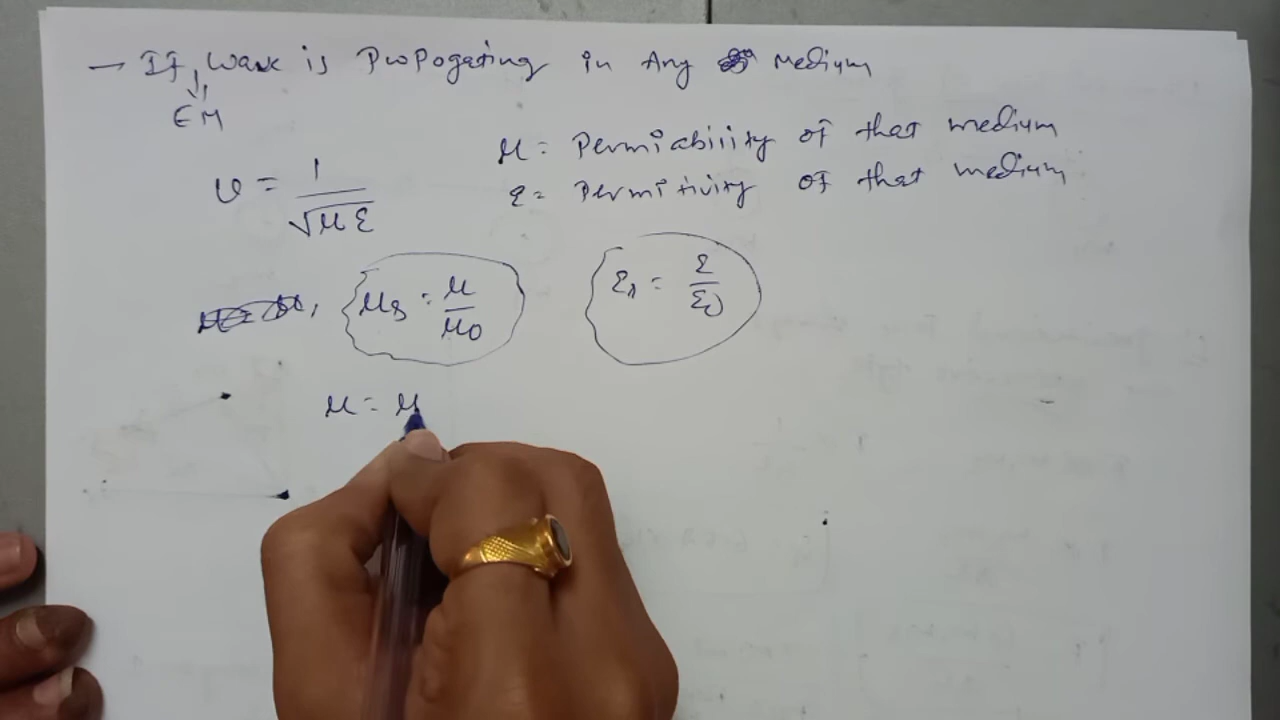 — If, wave is Propogating in Any Medium
EM
υ = 1/√με
μ = Permiability of that medium
ε = Permitivity of that medium
μr = μ/μ0
εr = ε/ε0
μ = μ